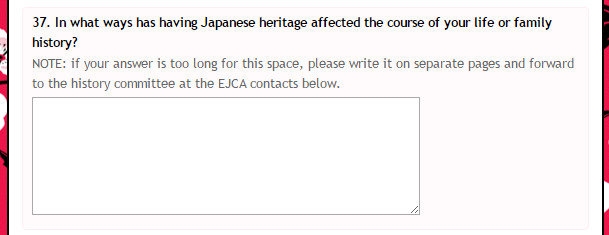 37. In what ways has having Japanese heritage affected the course of your life or family
history?
NOTE: if your answer is too long for this space, please write it on separate pages and forward
to the history committee at the EJCA contacts below.